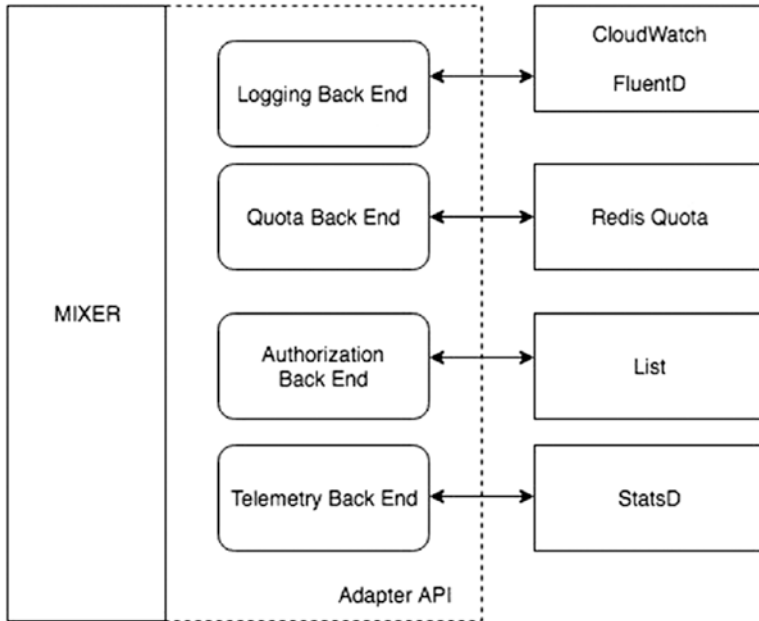 CloudWatch
FluentD
Logging Back End
Quota Back End
Redis Quota
MIXER
Authorization
Back End
List
Telemetry Back End
StatsD
Adapter API